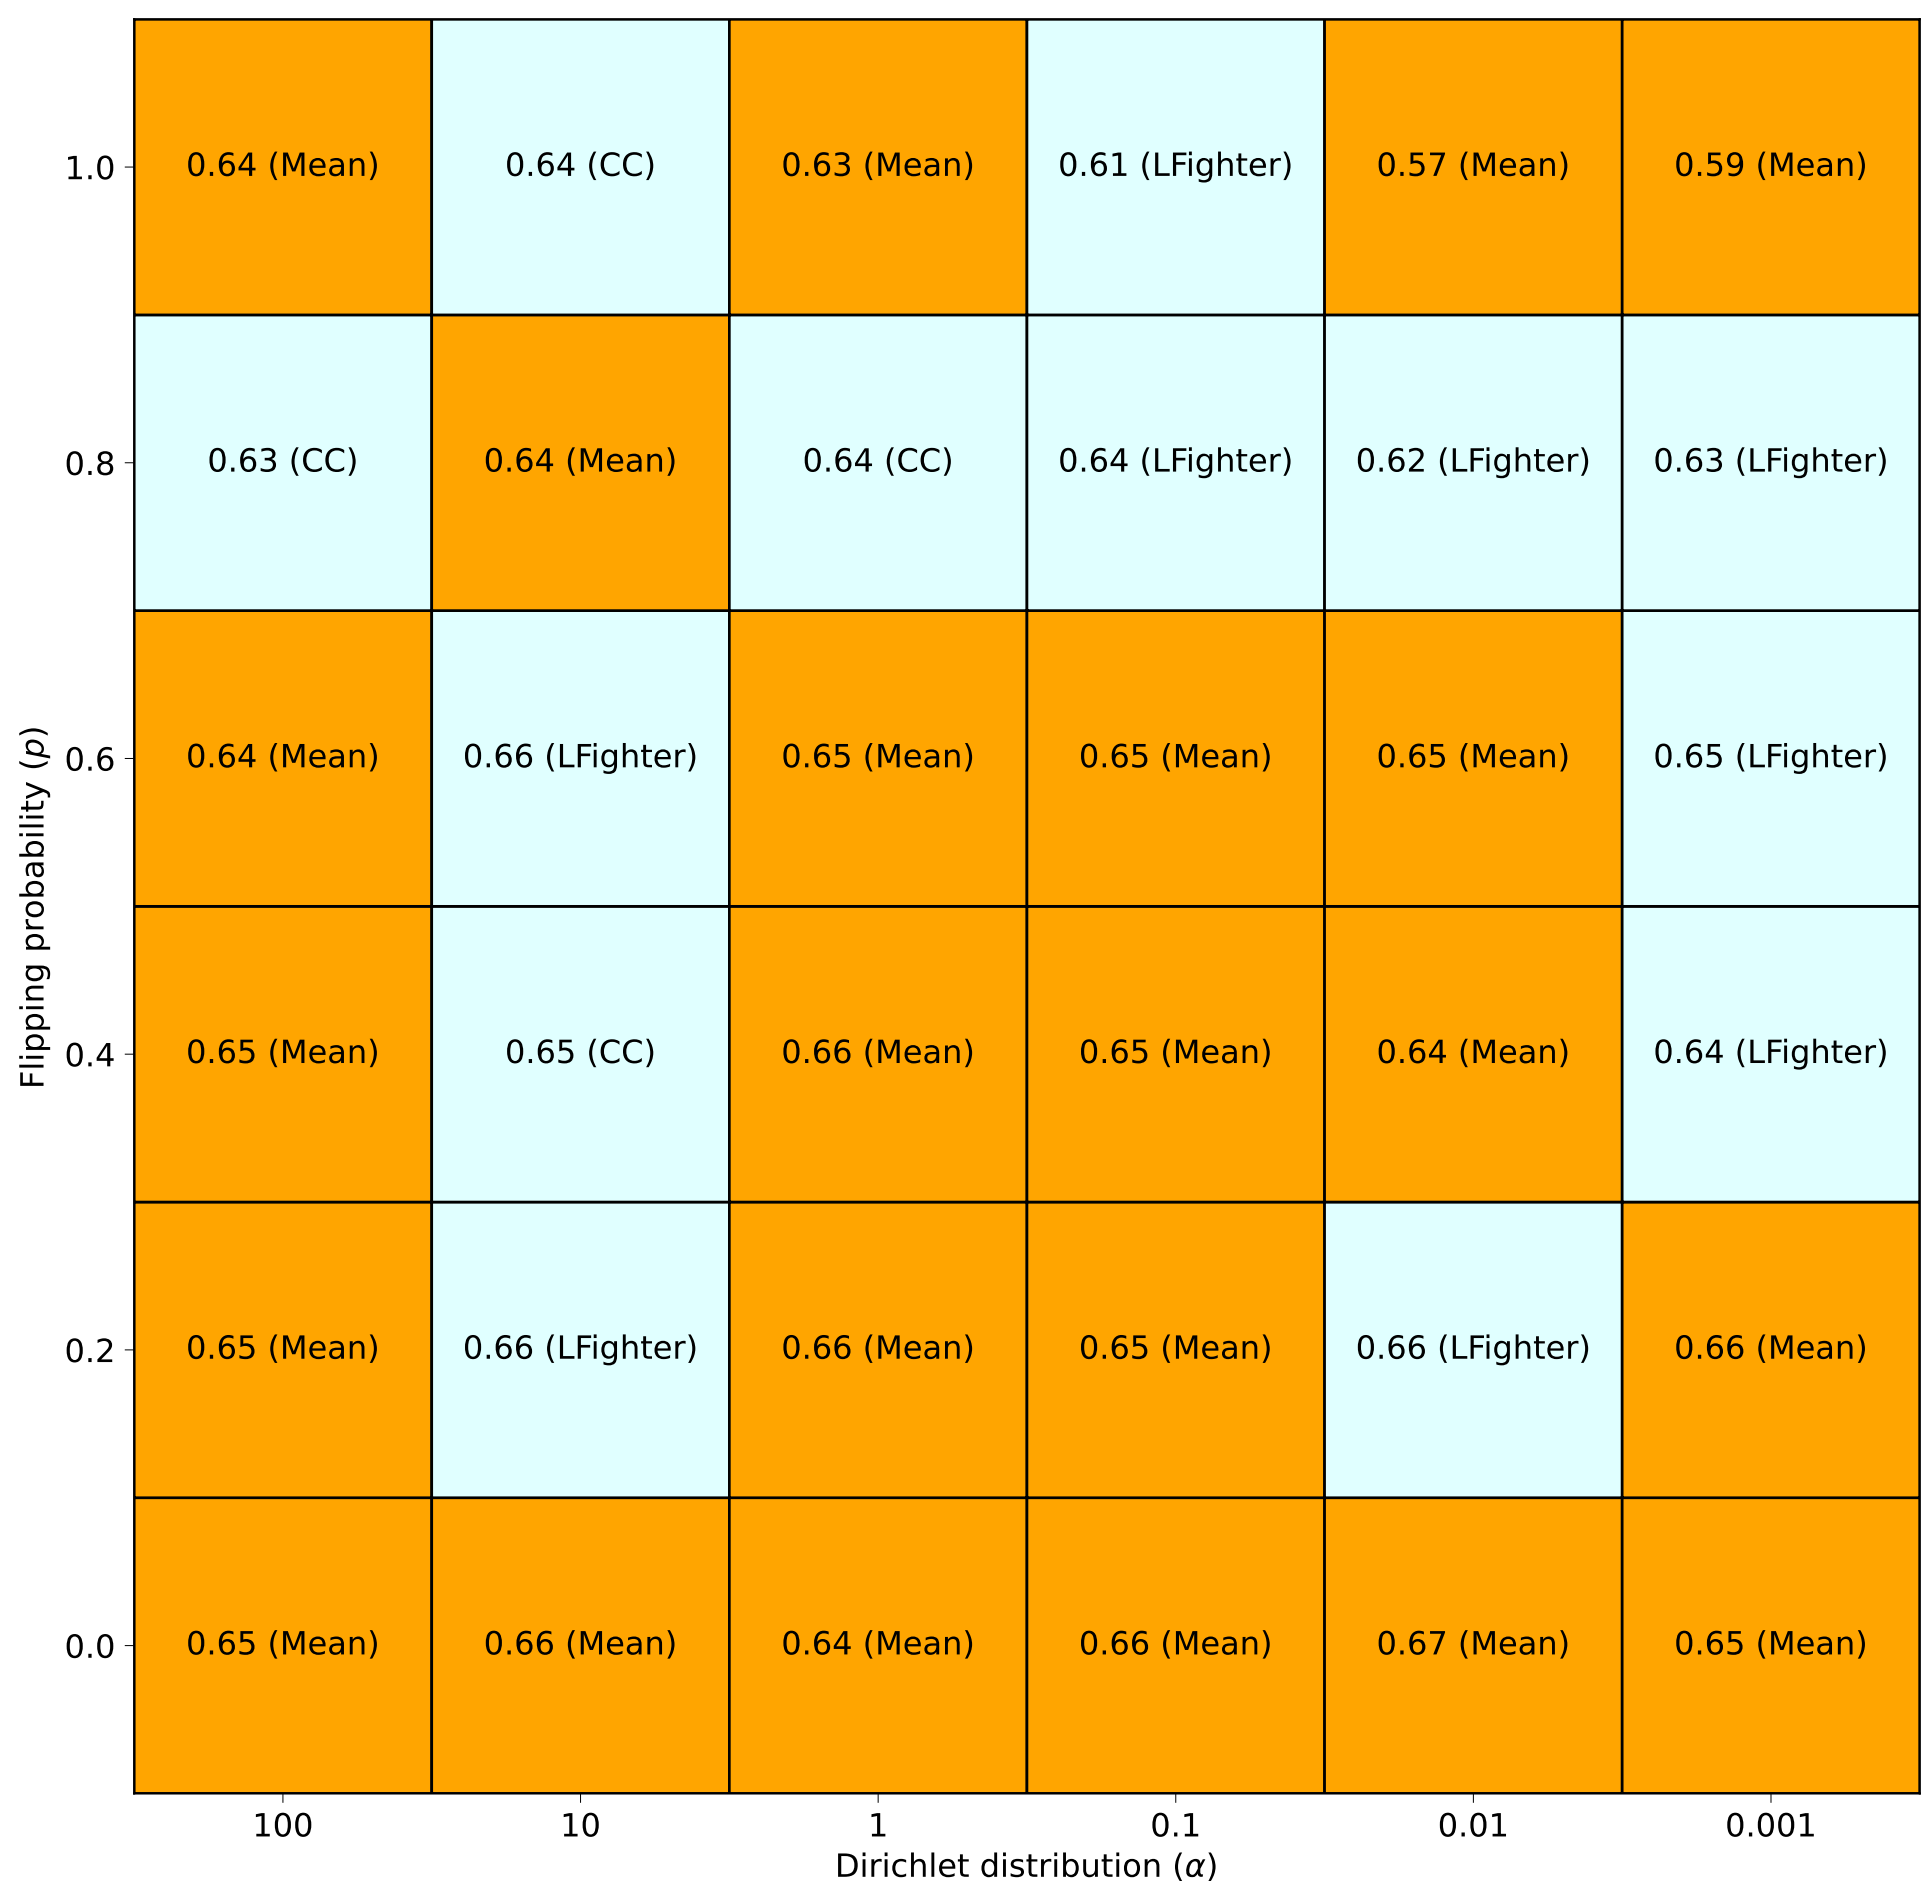 1.0 0.64 (Mean) 0.64 (CC) 0.63 (Mean) 0.61 (LFighter) 0.57 (Mean) 0.59 (Mean)
0.8 0.63 (CC) 0.64 (Mean) 0.64 (CC) 0.64 (LFighter) 0.62 (LFighter) 0.63 (LFighter)
0.6 0.64 (Mean) 0.66 (LFighter) 0.65 (Mean) 0.65 (Mean) 0.65 (Mean) 0.65 (LFighter)
0.4 0.65 (Mean) 0.65 (CC) 0.66 (Mean) 0.65 (Mean) 0.64 (Mean) 0.64 (LFighter)
0.2 0.65 (Mean) 0.66 (LFighter) 0.66 (Mean) 0.65 (Mean) 0.66 (LFighter) 0.66 (Mean)
0.0 0.65 (Mean) 0.66 (Mean) 0.64 (Mean) 0.66 (Mean) 0.67 (Mean) 0.65 (Mean)
100 10 1 0.1 0.01 0.001
Dirichlet distribution (α)
Flipping probability (p)